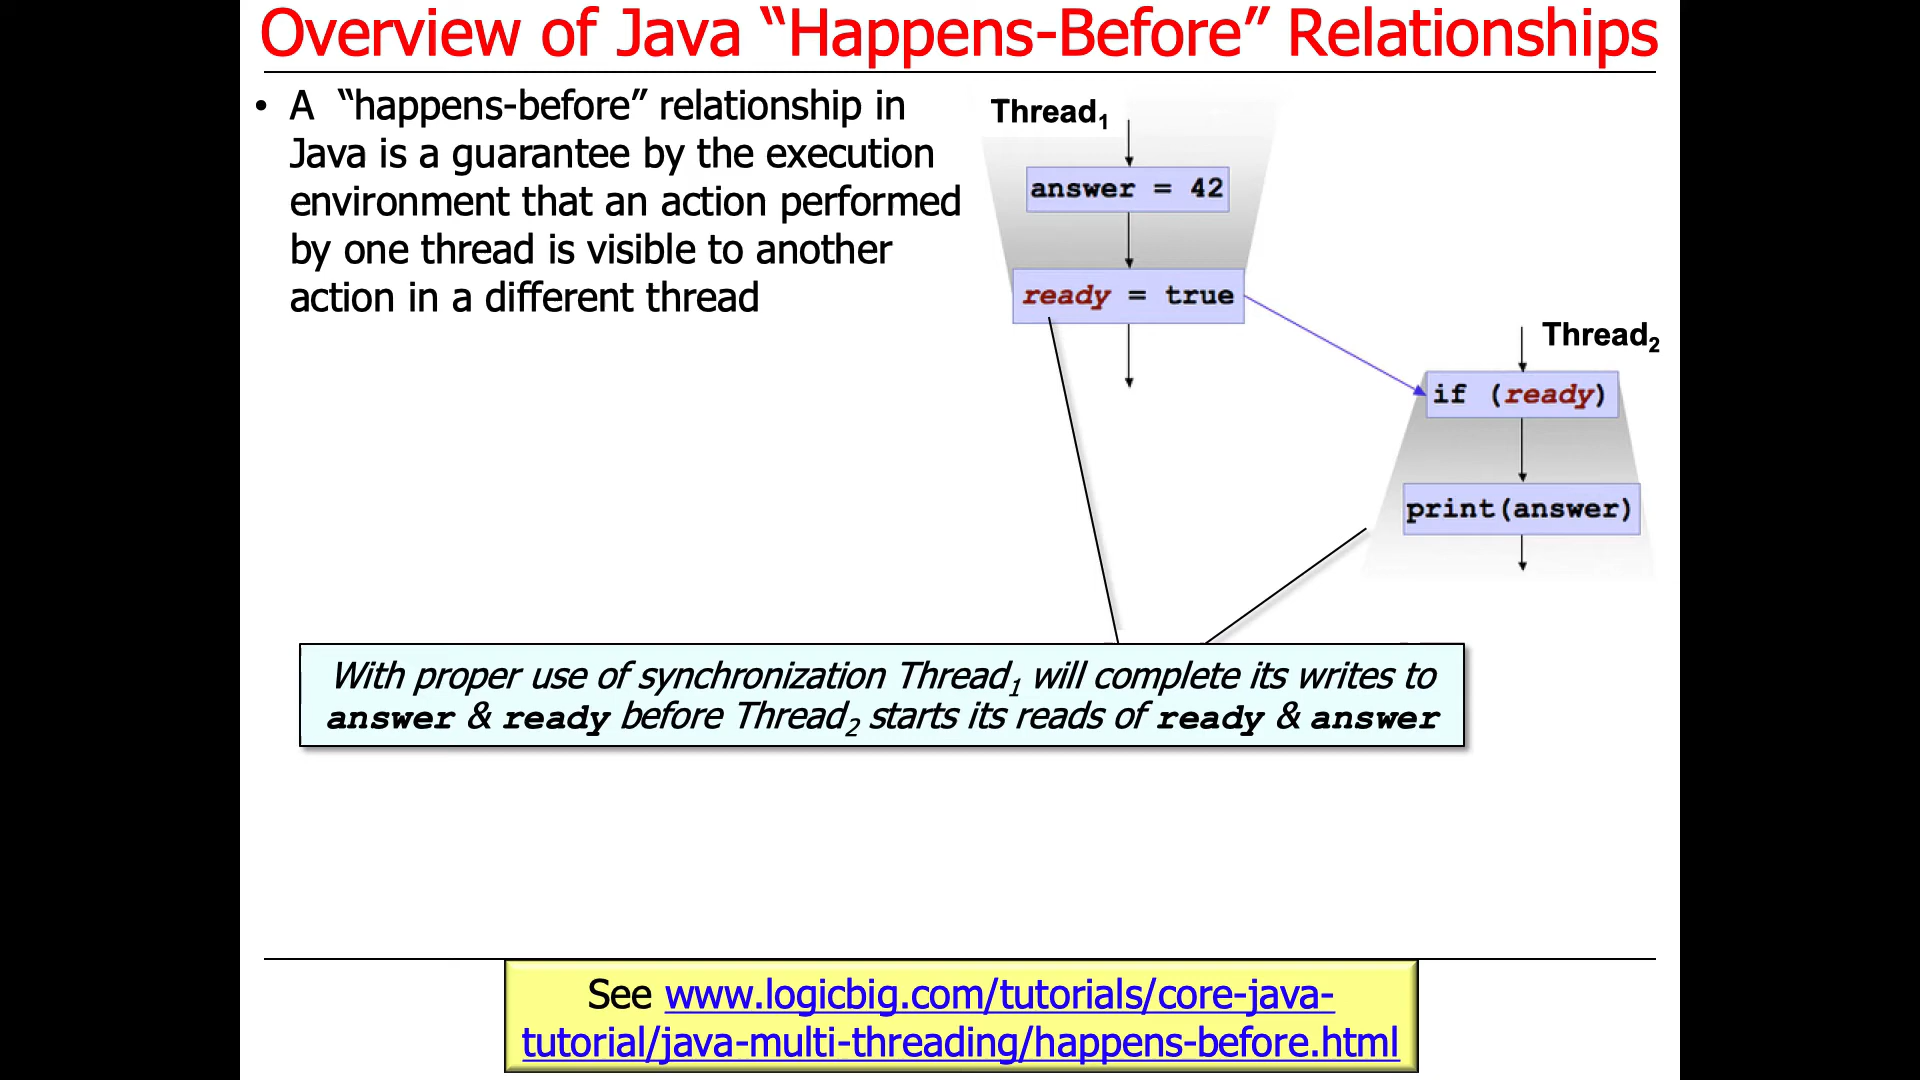 Overview of Java “Happens-Before” Relationships
• A “happens-before” relationship in
Java is a guarantee by the execution
environment that an action performed
by one thread is visible to another
action in a different thread
Thread1
answer = 42
ready = true
Thread2
if (ready)
print(answer)
With proper use of synchronization Thread1 will complete its writes to
answer & ready before Thread2 starts its reads of ready & answer
See www.logicbig.com/tutorials/core-java-
tutorial/java-multi-threading/happens-before.html